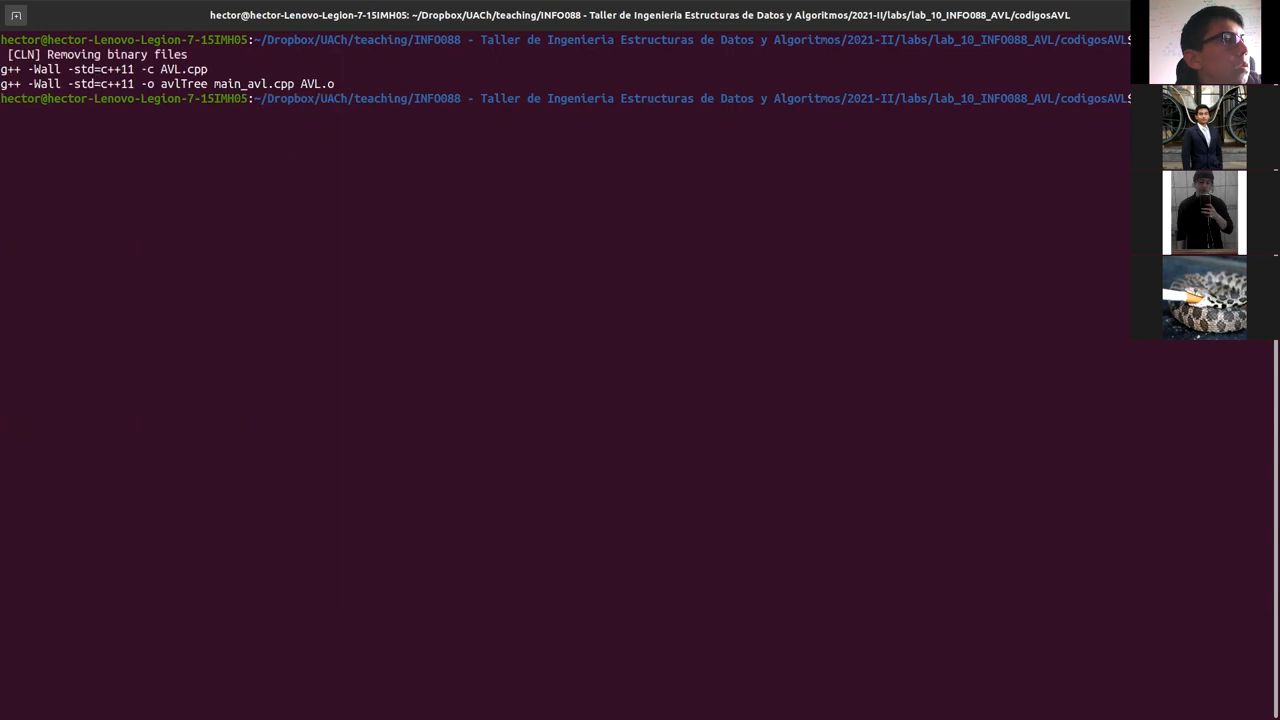 hector@hector-Lenovo-Legion-7-15IMH05: ~/Dropbox/UACh/teaching/INFO088 - Taller de Ingenieria Estructuras de Datos y Algoritmos/2021-II/labs/lab_10_INFO088_AVL/codigosAVL
hector@hector-Lenovo-Legion-7-15IMH05:~/Dropbox/UACh/teaching/INFO088 - Taller de Ingenieria Estructuras de Datos y Algoritmos/2021-II/labs/lab_10_INFO088_AVL/codigosAVL$
[CLN] Removing binary files
g++ -Wall -std=c++11 -c AVL.cpp
g++ -Wall -std=c++11 -o avlTree main_avl.cpp AVL.o
hector@hector-Lenovo-Legion-7-15IMH05:~/Dropbox/UACh/teaching/INFO088 - Taller de Ingenieria Estructuras de Datos y Algoritmos/2021-II/labs/lab_10_INFO088_AVL/codigosAVL$